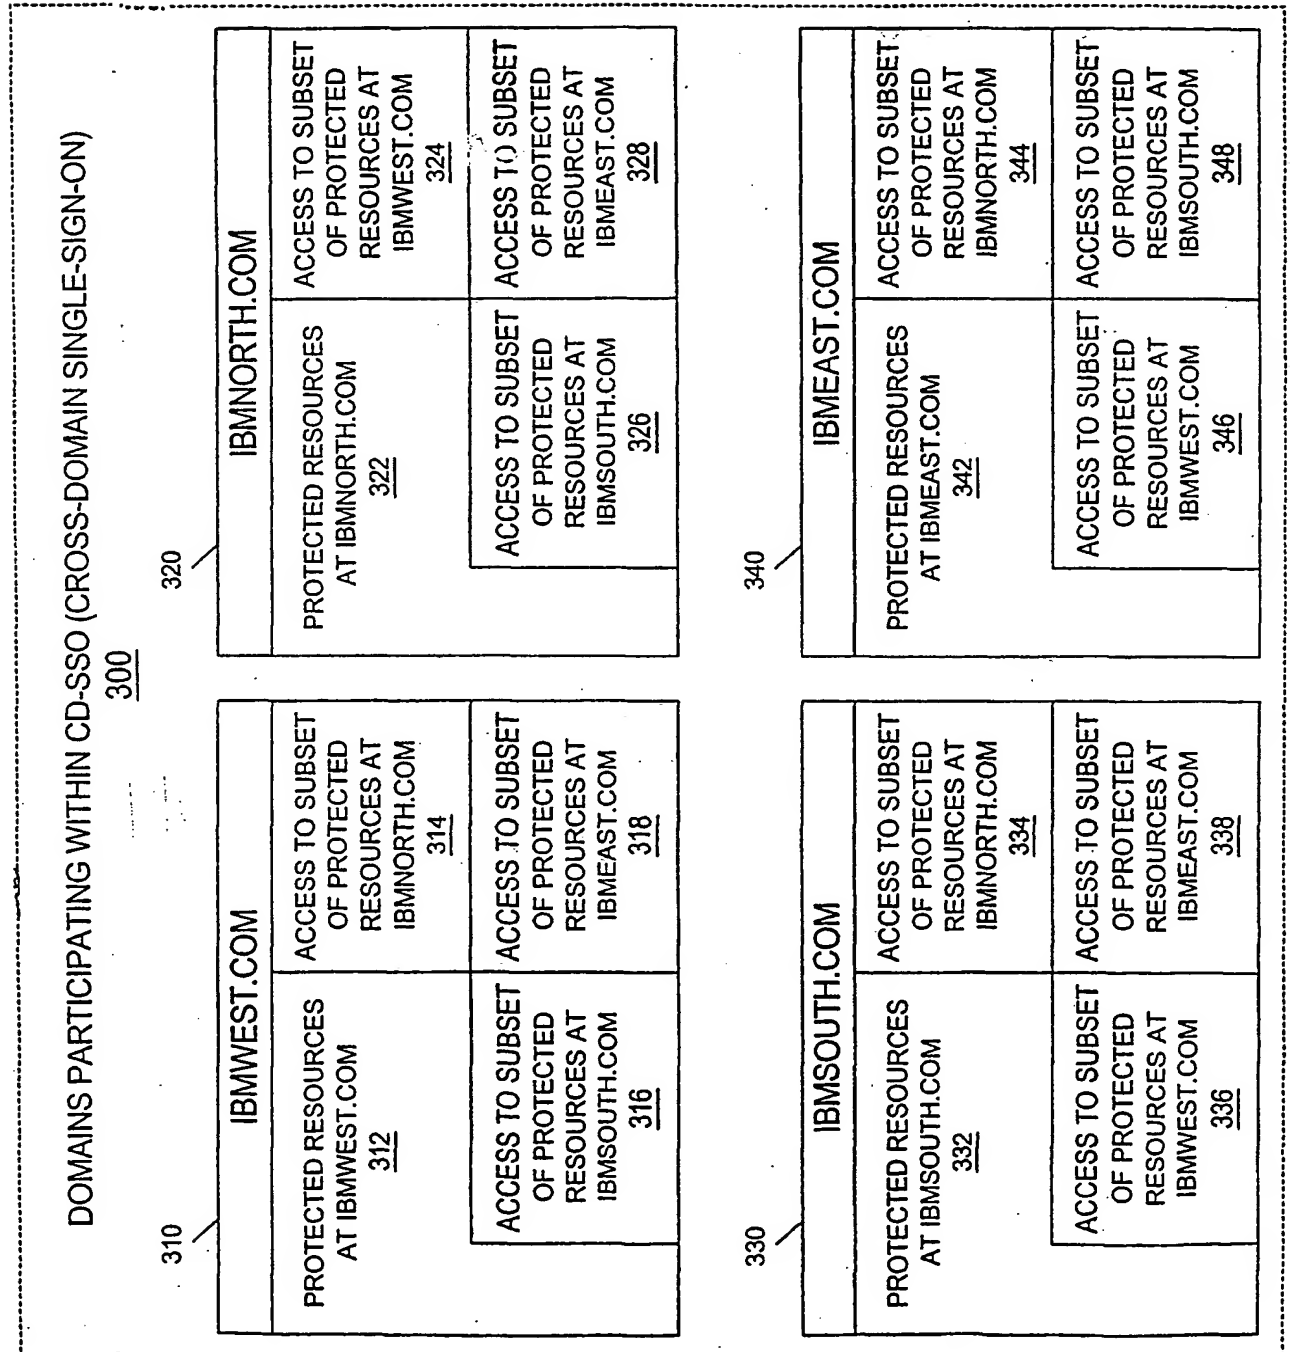 DOMAINS PARTICIPATING WITHIN CD-SSO (CROSS-DOMAIN SINGLE-SIGN-ON)
300
310
IBMWEST.COM
PROTECTED RESOURCES
AT IBMWEST.COM
312
ACCESS TO SUBSET
OF PROTECTED
RESOURCES AT
IBMNORTH.COM
314
ACCESS TO SUBSET
OF PROTECTED
RESOURCES AT
IBMSOUTH.COM
316
ACCESS TO SUBSET
OF PROTECTED
RESOURCES AT
IBMEAST.COM
318
320
IBMNORTH.COM
PROTECTED RESOURCES
AT IBMNORTH.COM
322
ACCESS TO SUBSET
OF PROTECTED
RESOURCES AT
IBMWEST.COM
324
ACCESS TO SUBSET
OF PROTECTED
RESOURCES AT
IBMSOUTH.COM
326
ACCESS TO SUBSET
OF PROTECTED
RESOURCES AT
IBMEAST.COM
328
330
IBMSOUTH.COM
PROTECTED RESOURCES
AT IBMSOUTH.COM
332
ACCESS TO SUBSET
OF PROTECTED
RESOURCES AT
IBMNORTH.COM
334
ACCESS TO SUBSET
OF PROTECTED
RESOURCES AT
IBMWEST.COM
336
ACCESS TO SUBSET
OF PROTECTED
RESOURCES AT
IBMEAST.COM
338
340
IBMEAST.COM
PROTECTED RESOURCES
AT IBMEAST.COM
342
ACCESS TO SUBSET
OF PROTECTED
RESOURCES AT
IBMNORTH.COM
344
ACCESS TO SUBSET
OF PROTECTED
RESOURCES AT
IBMWEST.COM
346
ACCESS TO SUBSET
OF PROTECTED
RESOURCES AT
IBMSOUTH.COM
348